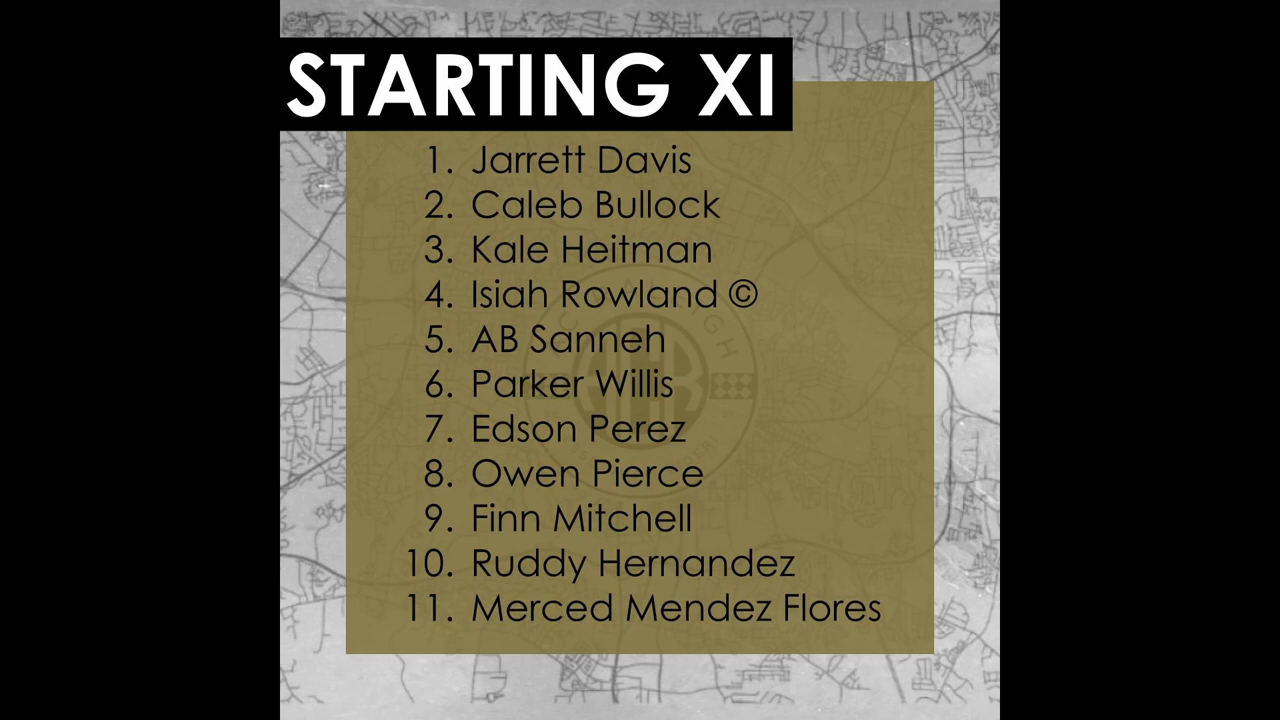 STARTING XI
1. Jarrett Davis
2. Caleb Bullock
3. Kale Heitman
4. Isiah Rowland ©
5. AB Sanneh
6. Parker Willis
7. Edson Perez
8. Owen Pierce
9. Finn Mitchell
10. Ruddy Hernandez
11. Merced Mendez Flores